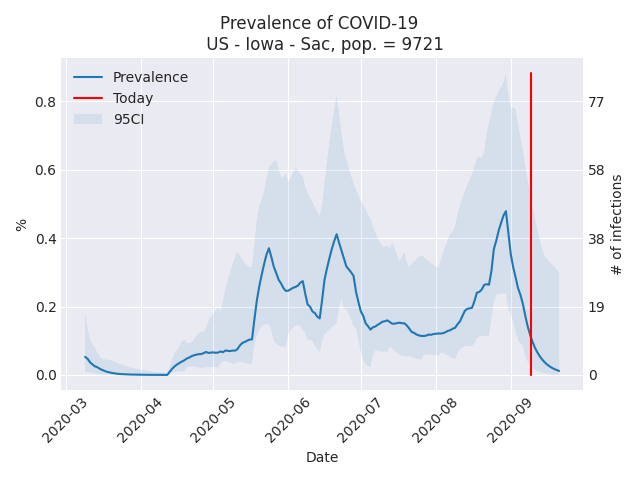 Prevalence of COVID-19
US - Iowa - Sac, pop. = 9721
Prevalence
Today
95CI
%
0.8
0.6
0.4
0.2
0.0
77
58
38
19
0
# of infections
2020-03
2020-04
2020-05
2020-06
2020-07
2020-08
2020-09
Date